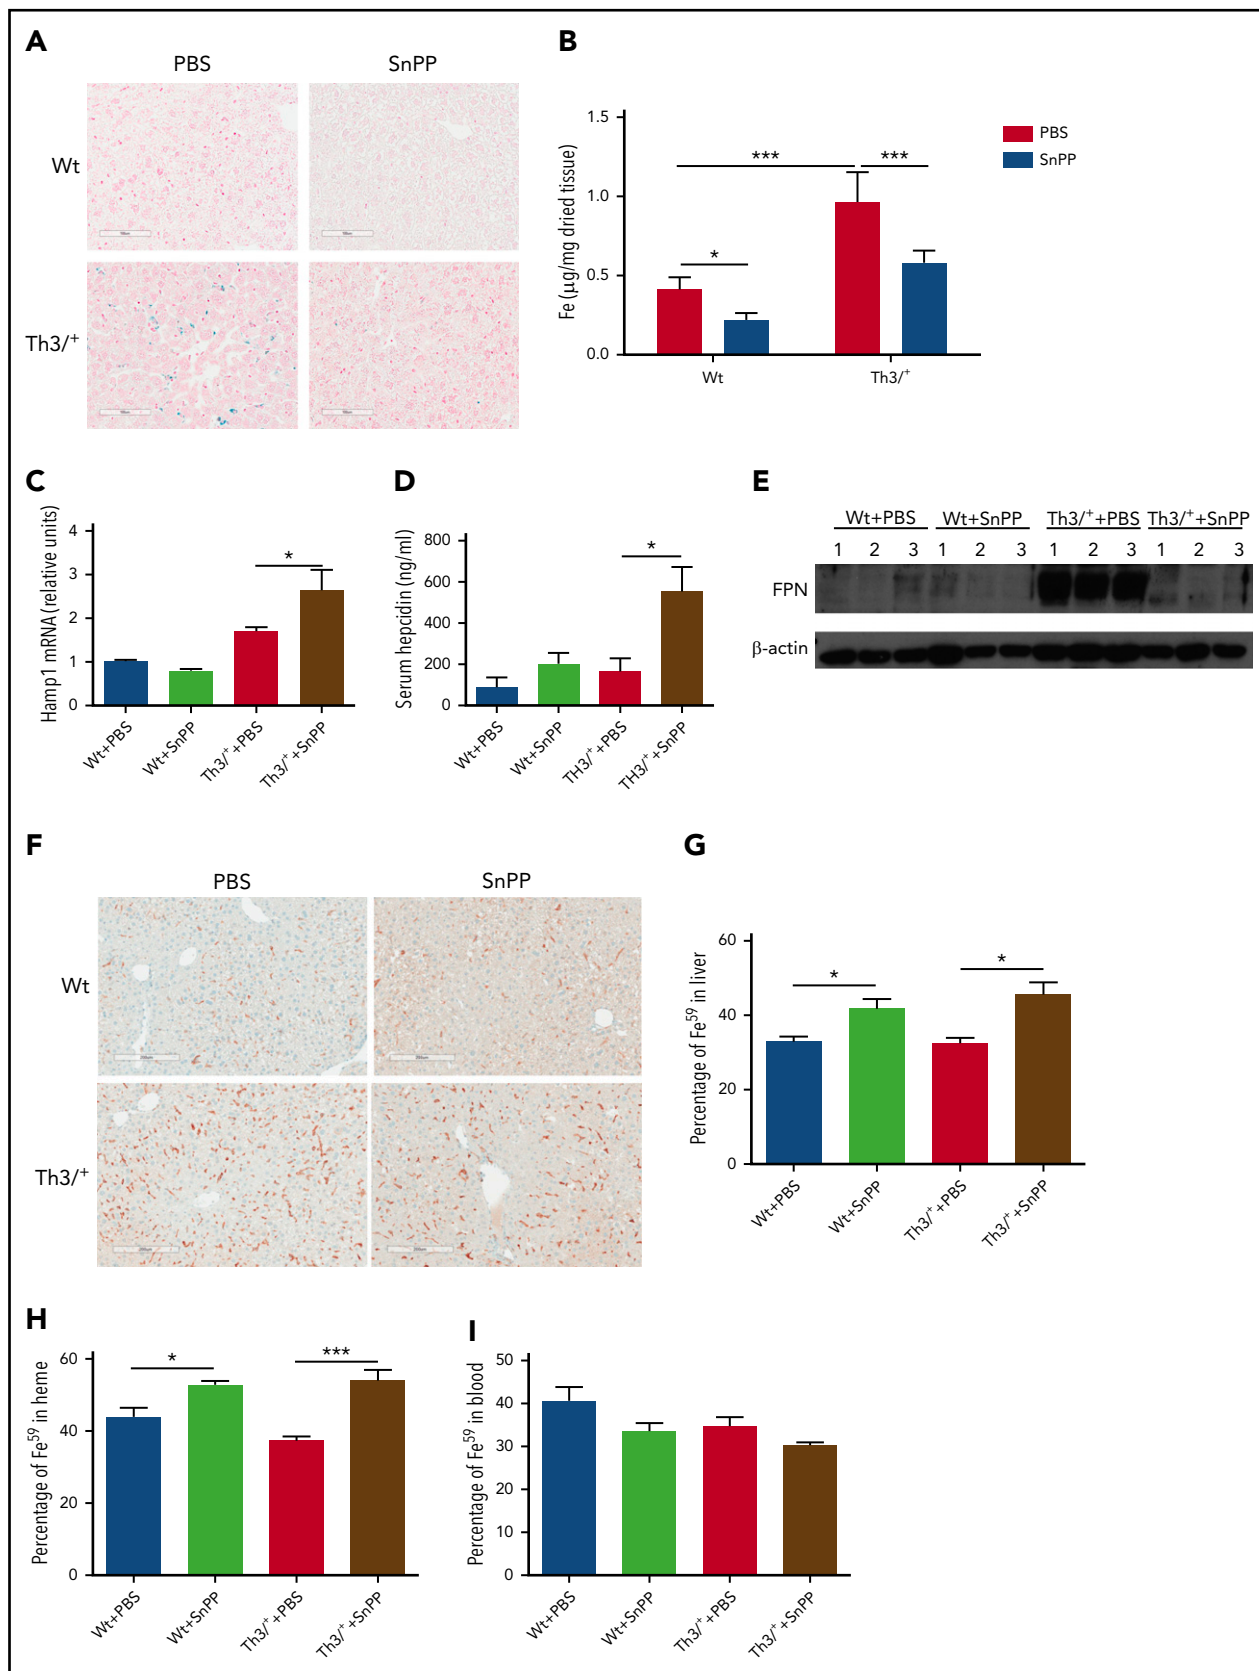 A
PBS
SnPP
Wt
Th3/+
B
Fe (μg/mg dried tissue)
1.5
1.0
0.5
0.0
***
***
*
Wt
Th3/+
PBS
SnPP
C
Hamp1 mRNA (relative units)
4
3
2
1
0
*
Wt+PBS
Wt+SnPP
Th3/++PBS
Th3/++SnPP
D
Serum hepcidin (ng/ml)
800
600
400
200
0
*
Wt+PBS
Wt+SnPP
TH3/++PBS
TH3/++SnPP
E
Wt+PBS Wt+SnPP Th3/++PBS Th3/++SnPP
1 2 3 1 2 3 1 2 3 1 2 3
FPN
β-actin
F
PBS
SnPP
Wt
Th3/+
G
Percentage of Fe59 in liver
60
40
20
0
*
*
Wt+PBS
Wt+SnPP
Th3/++PBS
Th3/++SnPP
H
Percentage of Fe59 in heme
60
40
20
0
*
***
Wt+PBS
Wt+SnPP
Th3/++PBS
Th3/++SnPP
I
Percentage of Fe59 in blood
50
40
30
20
10
0
Wt+PBS
Wt+SnPP
Th3/++PBS
Th3/++SnPP